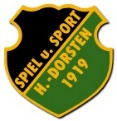 SPIEL u. SPORT
H.-DORSTEN
1919